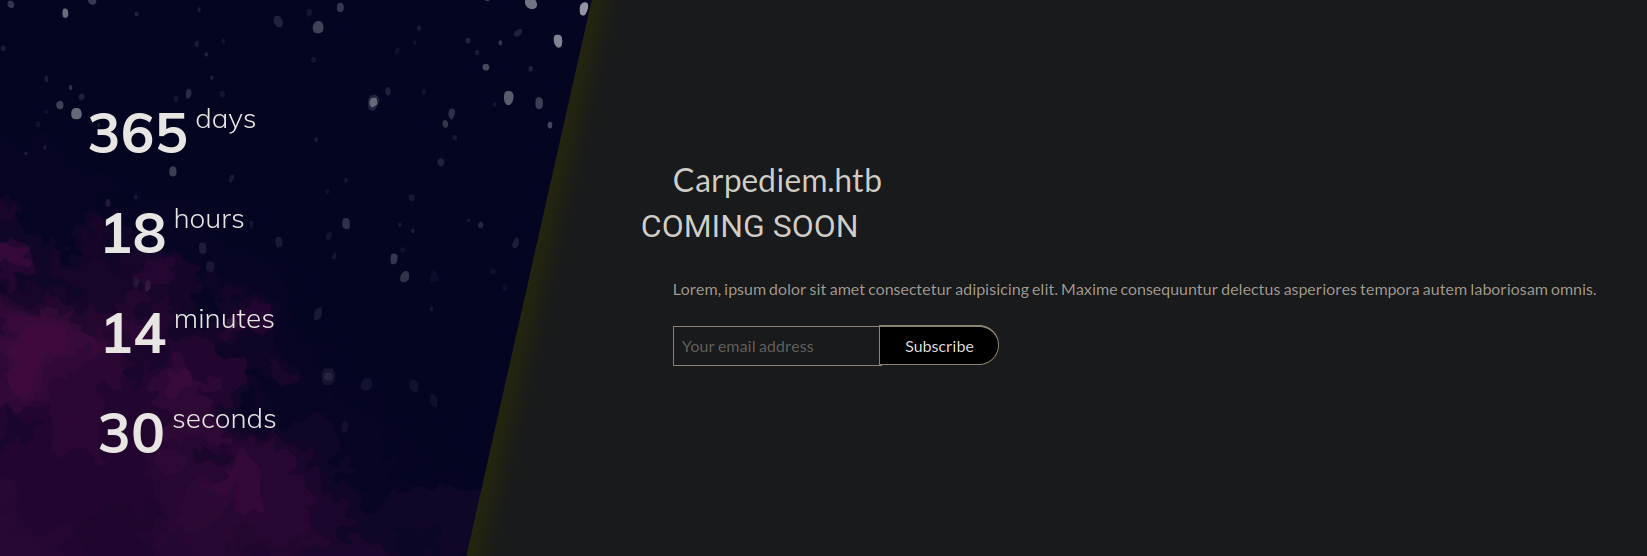 365 days
18 hours
14 minutes
30 seconds
Carpediem.htb
COMING SOON
Lorem, ipsum dolor sit amet consectetur adipisicing elit. Maxime consequuntur delectus asperiores tempora autem laboriosam omnis.
Your email address
Subscribe